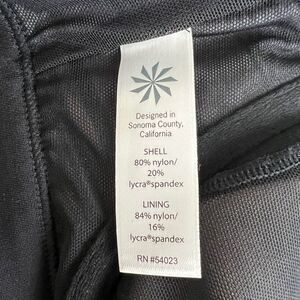 Designed in
Sonoma County,
California
SHELL
80% nylon/
20%
lycra®spandex
LINING
84% nylon/
16%
lycra®spandex
RN #54023